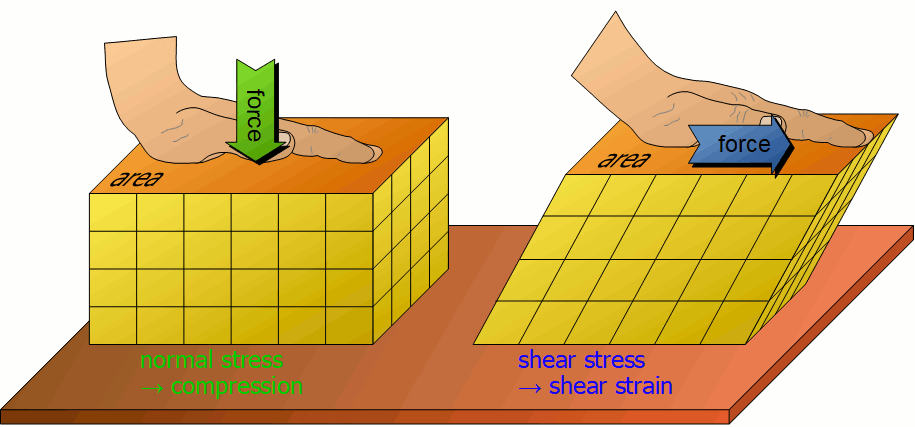 force
area
normal stress
→ compression
force
area
shear stress
→ shear strain